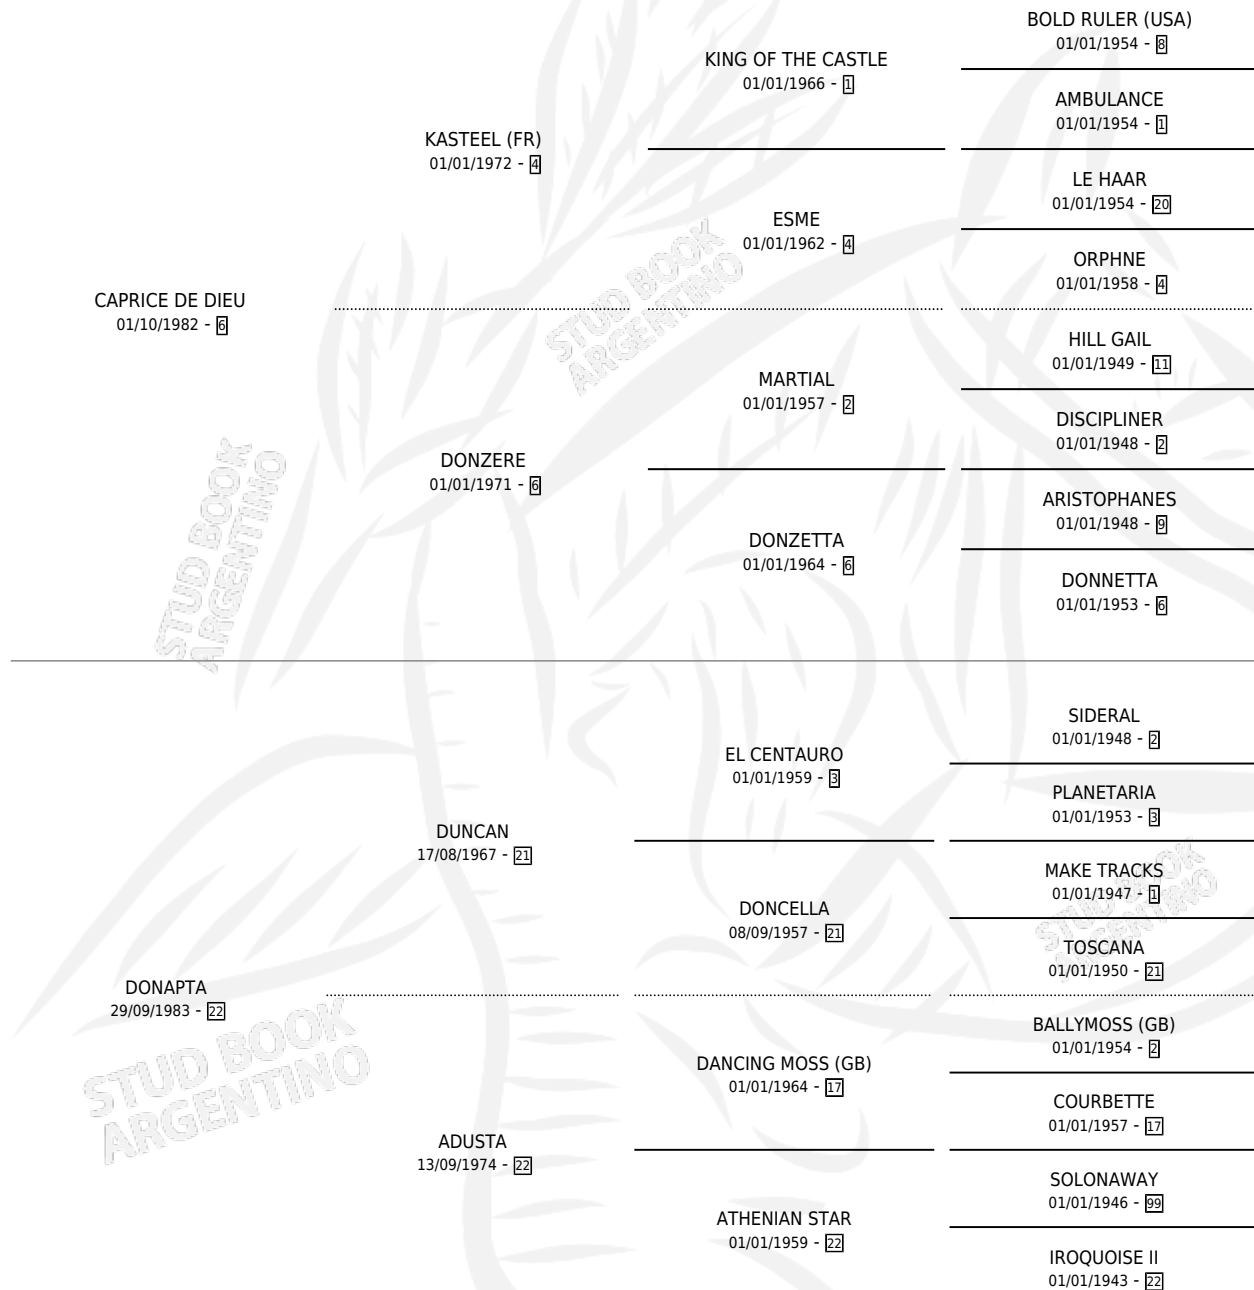 BOLD RULER (USA)
01/01/1954 - 8
KING OF THE CASTLE
01/01/1966 - 1
AMBULANCE
01/01/1954 - 1
KASTEEL (FR)
01/01/1972 - 4
LE HAAR
01/01/1954 - 20
ESME
01/01/1962 - 4
ORPHNE
01/01/1958 - 4
CAPRICE DE DIEU
01/10/1982 - 6
HILL GAIL
01/01/1949 - 11
MARTIAL
01/01/1957 - 2
DISCIPLINER
01/01/1948 - 2
DONZERE
01/01/1971 - 6
ARISTOPHANES
01/01/1948 - 9
DONZETTA
01/01/1964 - 6
DONNETTA
01/01/1953 - 6
SIDERAL
01/01/1948 - 2
EL CENTAURO
01/01/1959 - 3
PLANETARIA
01/01/1953 - 3
DUNCAN
17/08/1967 - 21
MAKE TRACKS
01/01/1947 - 1
DONCELLA
08/09/1957 - 21
TOSCANA
01/01/1950 - 21
DONAPTA
29/09/1983 - 22
BALLYMOSS (GB)
01/01/1954 - 2
DANCING MOSS (GB)
01/01/1964 - 17
COURBETTE
01/01/1957 - 17
ADUSTA
13/09/1974 - 22
SOLONAWAY
01/01/1946 - 99
ATHENIAN STAR
01/01/1959 - 22
IROQUOISE II
01/01/1943 - 22
STUD BOOK
ARGENTINO
STUD BOOK
ARGENTINO
STUD BOOK
ARGENTINO
STUD BOOK
ARGENTINO